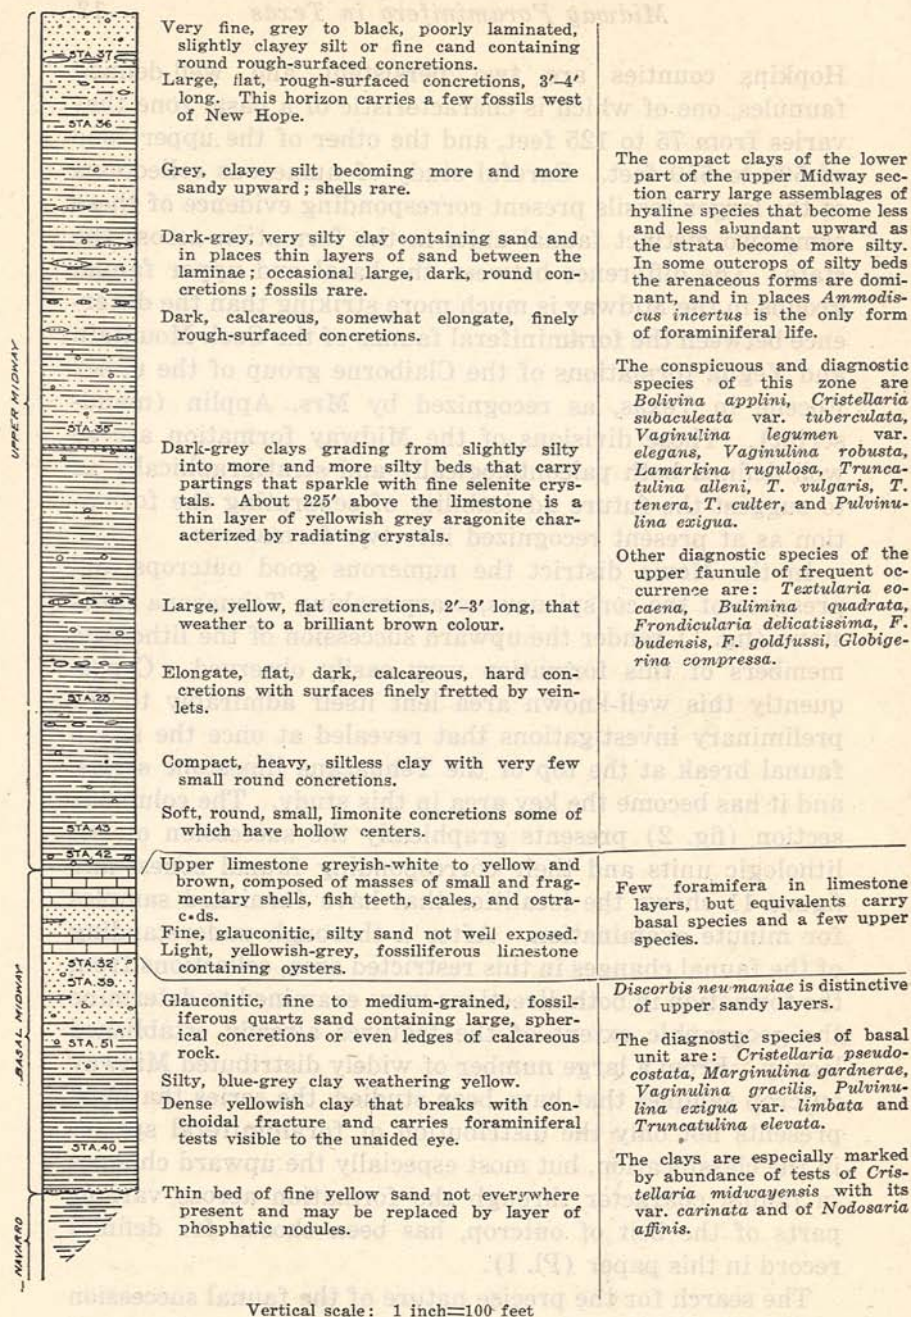 STA. 37
STA. 36
UPPER MIDWAY
STA. 35
STA. 23
STA. 43
STA. 42
STA. 32
STA. 39.
BASAL MIDWAY
STA. 51
STA. 40
NAVARO
Very fine, grey to black, poorly laminated,
slightly clayey silt or fine cand containing
round rough-surfaced concretions.
Large, flat, rough-surfaced concretions, 3'–4'
long. This horizon carries a few fossils west
of New Hope.
Grey, clayey silt becoming more and more
sandy upward; shells rare.
Dark-grey, very silty clay containing sand and
in places thin layers of sand between the
laminae; occasional large, dark, round con-
cretions; fossils rare.
Dark, calcareous, somewhat elongate, finely
rough-surfaced concretions.
Dark-grey clays grading from slightly silty
into more and more silty beds that carry
partings that sparkle with fine selenite crys-
tals. About 225' above the limestone is a
thin layer of yellowish grey aragonite char-
acterized by radiating crystals.
Large, yellow, flat concretions, 2'–3' long, that
weather to a brilliant brown colour.
Elongate, flat, dark, calcareous, hard con-
cretions with surfaces finely fretted by vein-
lets.
Compact, heavy, siltless clay with very few
small round concretions.
Soft, round, small, limonite concretions some of
which have hollow centers.
Upper limestone greyish-white to yellow and
brown, composed of masses of small and frag-
mentary shells, fish teeth, scales, and ostra-
c•ds.
Fine, glauconitic, silty sand not well exposed.
Light, yellowish-grey, fossiliferous limestone
containing oysters.
Glauconitic, fine to medium-grained, fossil-
iferous quartz sand containing large, spher-
ical concretions or even ledges of calcareous
rock.
Silty, blue-grey clay weathering yellow.
Dense yellowish clay that breaks with con-
choidal fracture and carries foraminiferal
tests visible to the unaided eye.
Thin bed of fine yellow sand not everywhere
present and may be replaced by layer of
phosphatic nodules.
The compact clays of the lower
part of the upper Midway sec-
tion carry large assemblages of
hyaline species that become less
and less abundant upward as
the strata become more silty.
In some outcrops of silty beds
the arenaceous forms are domi-
nant, and in places Ammodis-
cus incertus is the only form
of foraminiferal life.
The conspicuous and diagnostic
species of this zone are
Bolivina applini, Cristellaria
subaculeata var. tuberculata,
Vaginulina legumen var.
elegans, Vaginulina robusta,
Lamarkina rugulosa, Trunca-
tulina alleni, T. vulgaris, T.
tenera, T. culter, and Pulvinu-
lina exigua.
Other diagnostic species of the
upper faunule of frequent oc-
currence are: Textularia eo-
caena, Bulimina quadrata,
Frondicularia delicatissima, F.
budensis, F. goldfussi, Globige-
rina compressa.
Few foramifera in limestone
layers, but equivalents carry
basal species and a few upper
species.
Discorbis newmaniae is distinctive
of upper sandy layers.
The diagnostic species of basal
unit are: Cristellaria pseudo-
costata, Marginulina gardnerae,
Vaginulina gracilis, Pulvinu-
lina exigua var. limbata and
Truncatulina elevata.
The clays are especially marked
by abundance of tests of Cris-
tellaria midwayensis with its
var. carinata and of Nodosaria
affinis.
Vertical scale: 1 inch=100 feet